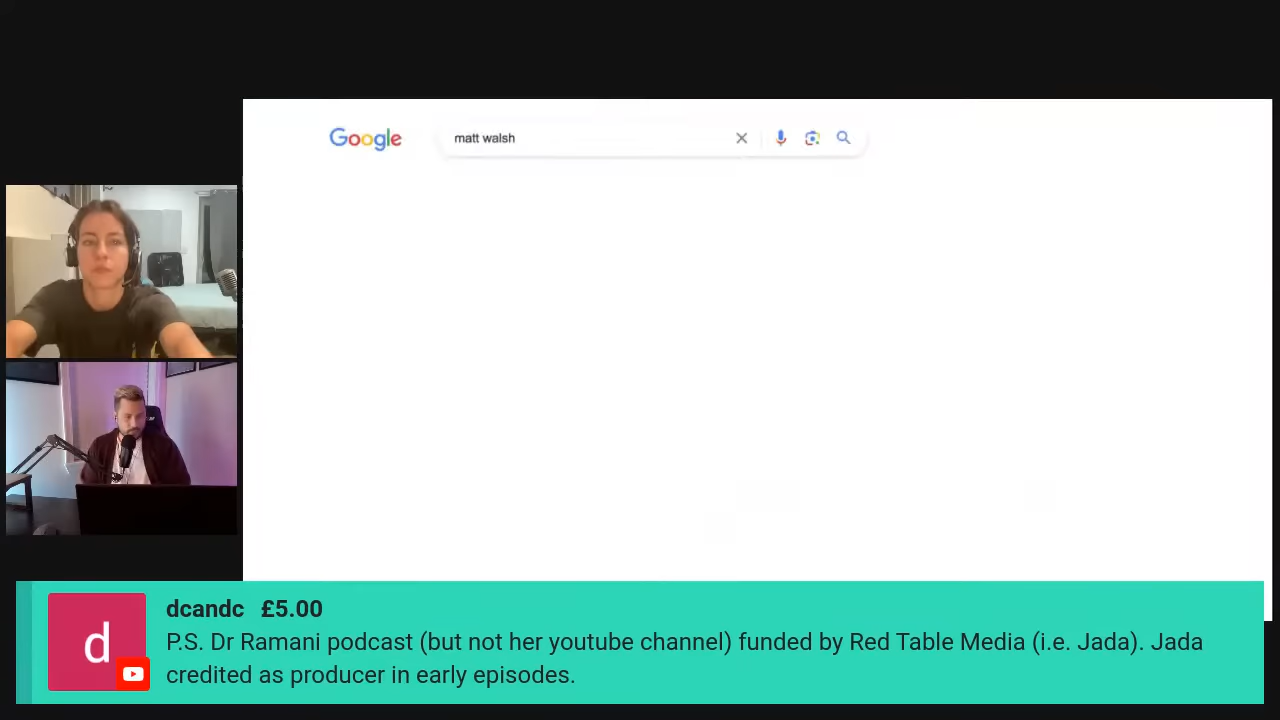 Google
matt walsh
d
dcandc £5.00
P.S. Dr Ramani podcast (but not her youtube channel) funded by Red Table Media (i.e. Jada). Jada
credited as producer in early episodes.